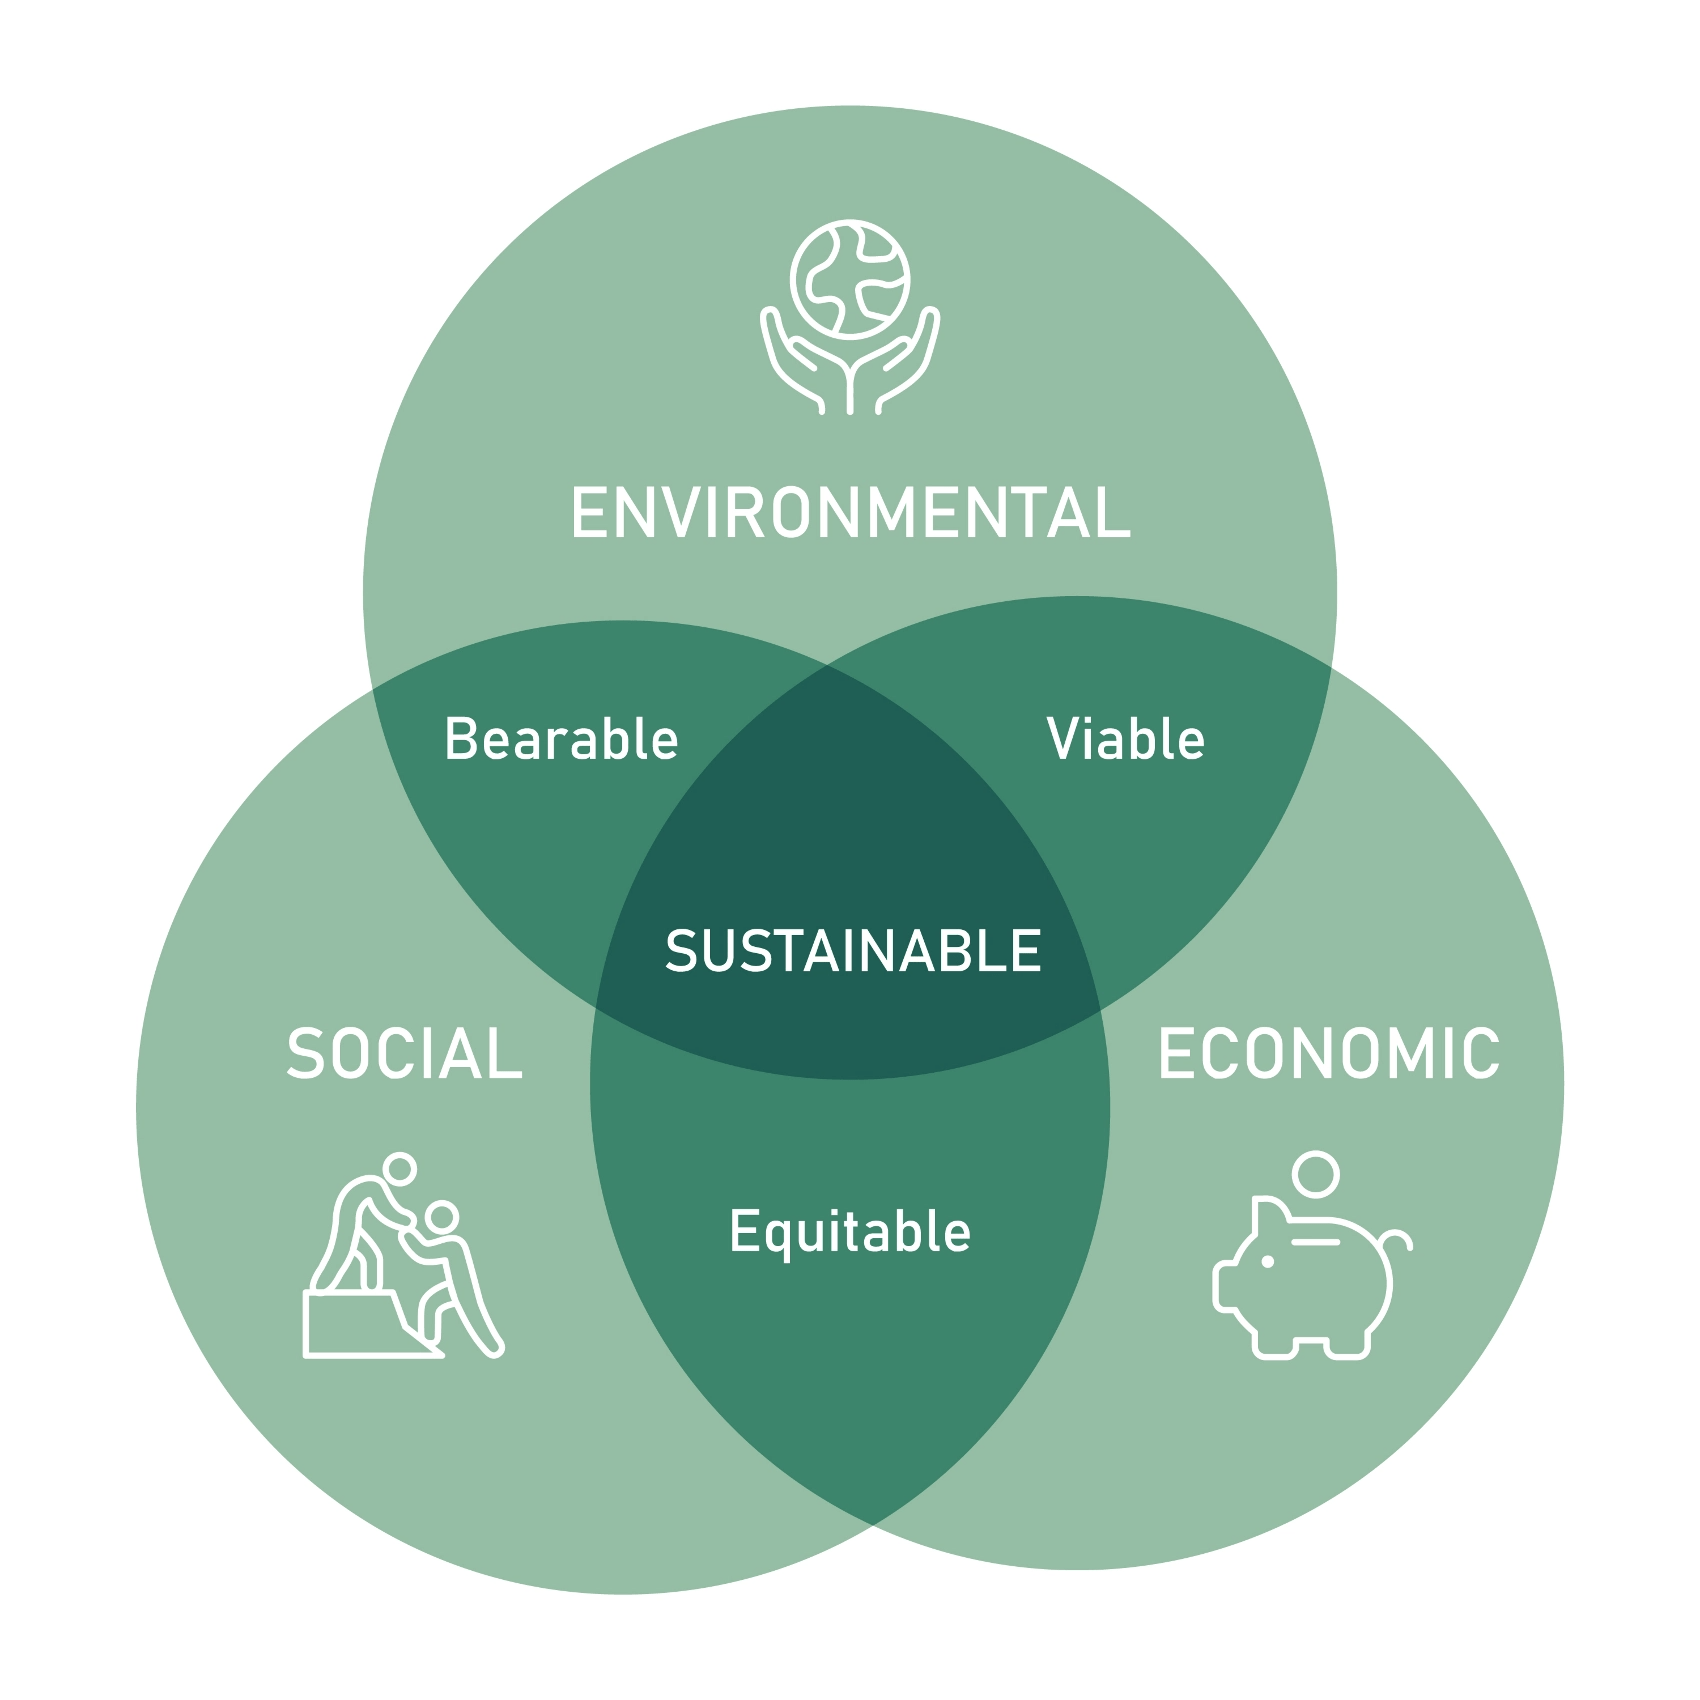 ENVIRONMENTAL
Bearable
Viable
SUSTAINABLE
SOCIAL
ECONOMIC
Equitable